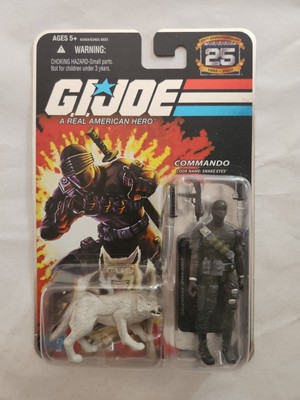 AGES 5+
WARNING:
CHOKING HAZARD-Small parts.
Not for children under 3 years.
25
G.I.JOE
A REAL AMERICAN HERO
COMMANDO
CODE NAME: SNAKE EYES